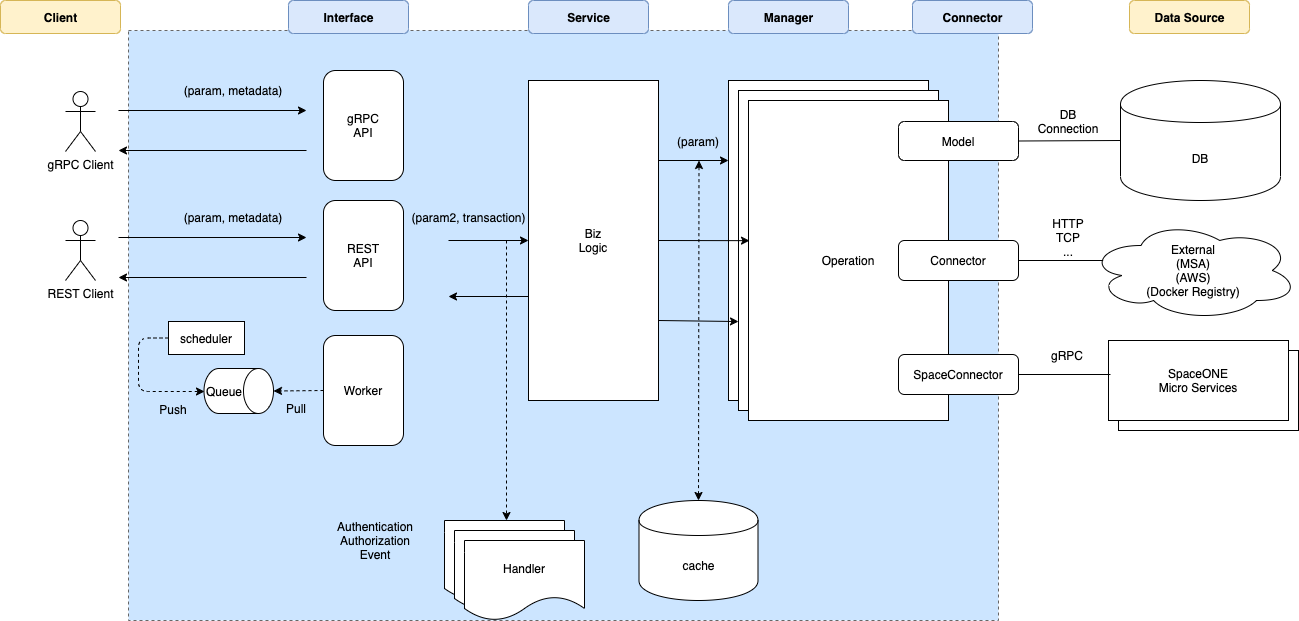 Client
Interface
Service
Manager
Connector
Data Source
(param, metadata)
gRPC
API
gRPC Client
(param, metadata)
REST
API
REST Client
(param2, transaction)
scheduler
Queue
Push
Pull
Worker
Biz
Logic
(param)
Operation
Model
Connector
SpaceConnector
DB
Connection
DB
HTTP
TCP
...
External
(MSA)
(AWS)
(Docker Registry)
gRPC
SpaceONE
Micro Services
Authentication
Authorization
Event
Handler
cache